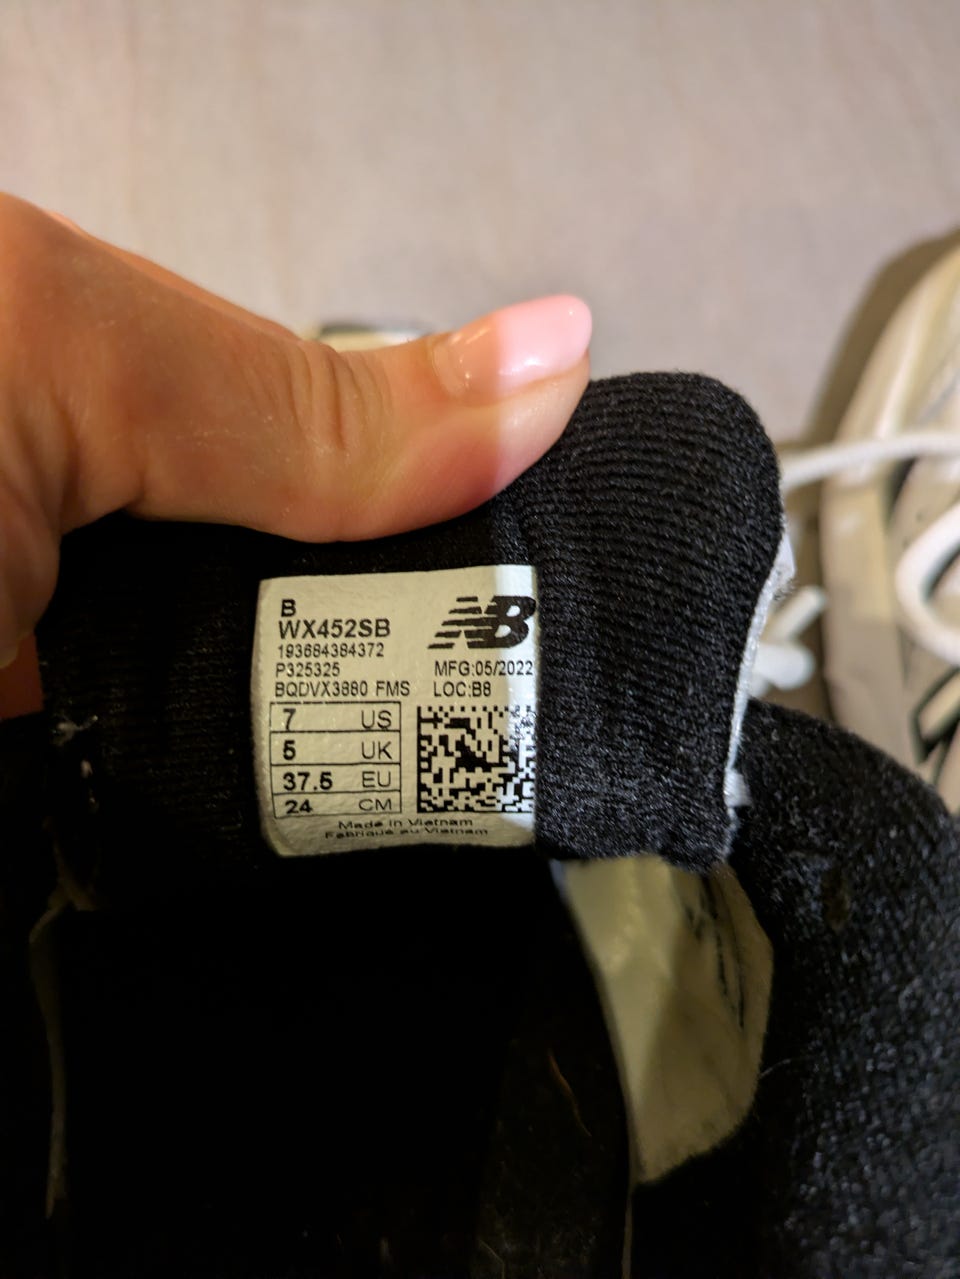 B
WX452SB
NB
193684384372
P325325
MFG:05/2022
BQDVX3880 FMS
LOC:B8
7 US
5 UK
37.5 EU
24 CM
Made in Vietnam
Fabriqué au Vietnam